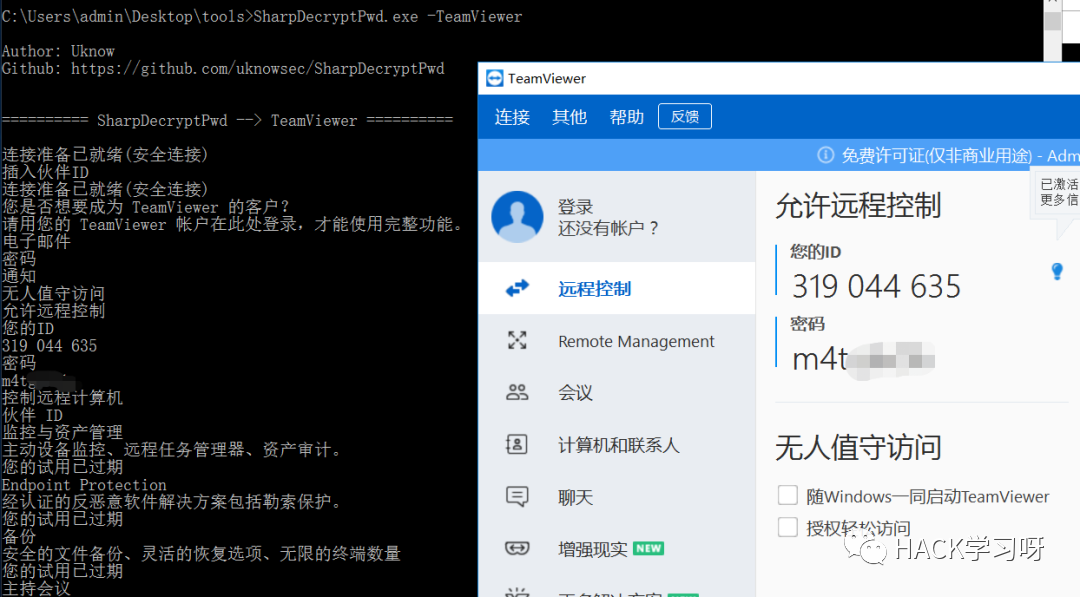 C:\Users\admin\Desktop\tools>SharpDecryptPwd.exe -TeamViewer
Author: Uknow
Github: https://github.com/uknowsec/SharpDecryptPwd
========== SharpDecryptPwd --> TeamViewer ==========
连接准备已就绪(安全连接)
插入伙伴ID
连接准备已就绪(安全连接)
您是否想要成为 TeamViewer 的客户？
请用您的 TeamViewer 帐户在此处登录，才能使用完整功能。
电子邮件
密码
通知
无人值守访问
允许远程控制
您的ID
319 044 635
密码
控制远程计算机
伙伴 ID
监控与资产管理
主动设备监控、远程任务管理器、资产审计。
您的试用已过期
Endpoint Protection
经认证的反恶意软件解决方案包括勒索保护。
您的试用已过期
备份
安全的文件备份、灵活的恢复选项、无限的终端数量
您的试用已过期
主持会议
TeamViewer
连接 其他 帮助 反馈
免费许可证(仅非商业用途) - Adm
已激活
更多信
登录
还没有帐户？
远程控制
Remote Management
会议
计算机和联系人
聊天
增强现实 NEW
允许远程控制
您的ID
319 044 635
密码
m4t
无人值守访问
随Windows一同启动TeamViewer
授权轻松访问
HACK学习呀